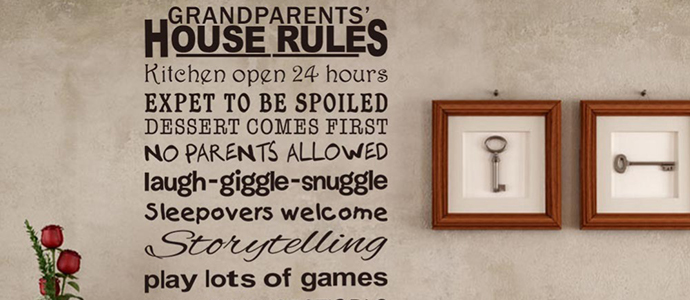 GRANDPARENTS'
HOUSE RULES
Kitchen open 24 hours
EXPET TO BE SPOILED
DESSERT COMES FIRST
NO PARENTS ALLOWED
laugh-giggle-snuggle
Sleepovers welcome
Storytelling
play lots of games